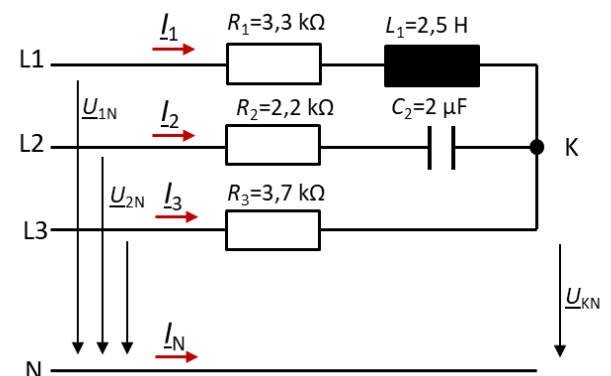 I1 R1=3,3 kΩ L1=2,5 H
L1
U1N I2 R2=2,2 kΩ C2=2 µF
L2 K
U2N I3 R3=3,7 kΩ
L3
UKN
IN
N